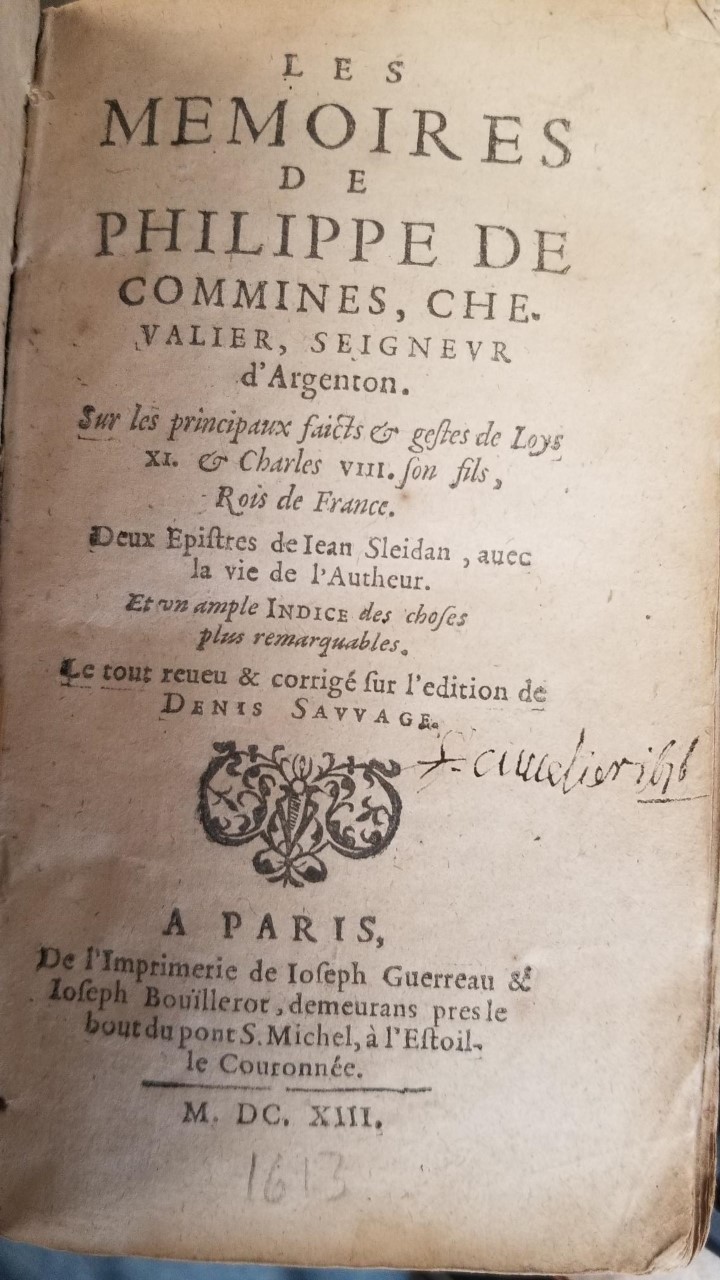 LES
MEMOIRES
DE
PHILIPPE DE
COMMINES, CHE-
VALIER, SEIGNEVR
d'Argenton.
Sur les principaux faicts & gestes de Loys
XI. & Charles VIII. son fils,
Rois de France.
Deux Epistres de Iean Sleidan, auec
la vie de l'Autheur.
Et vn ample INDICE des choses
plus remarquables.
Le tout reueu & corrigé sur l'edition de
DENIS SAVVAGE.
A PARIS,
De l'Imprimerie de Ioseph Guerreau &
Ioseph Bouïllerot, demeurans pres le
bout du pont S. Michel, à l'Estoil-
le Couronnée.
M. DC. XIII.
1613